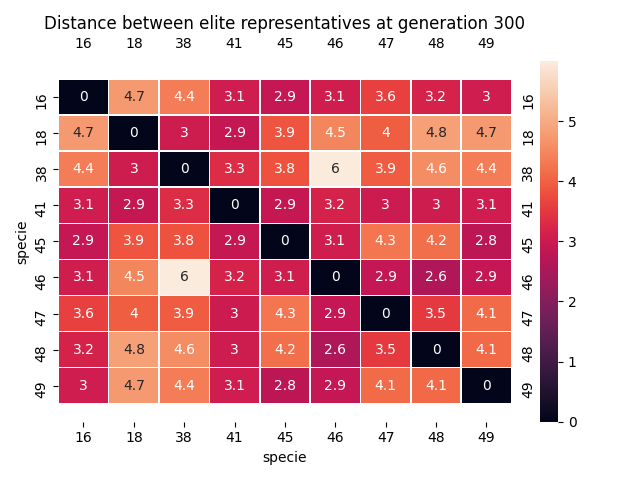 Distance between elite representatives at generation 300
16 18 38 41 45 46 47 48 49
16 0 4.7 4.4 3.1 2.9 3.1 3.6 3.2 3 16
18 4.7 0 3 2.9 3.9 4.5 4 4.8 4.7 18
38 4.4 3 0 3.3 3.8 6 3.9 4.6 4.4 38
41 3.1 2.9 3.3 0 2.9 3.2 3 3 3.1 41
45 2.9 3.9 3.8 2.9 0 3.1 4.3 4.2 2.8 45
46 3.1 4.5 6 3.2 3.1 0 2.9 2.6 2.9 46
47 3.6 4 3.9 3 4.3 2.9 0 3.5 4.1 47
48 3.2 4.8 4.6 3 4.2 2.6 3.5 0 4.1 48
49 3 4.7 4.4 3.1 2.8 2.9 4.1 4.1 0 49
16 18 38 41 45 46 47 48 49
specie
specie
5
4
3
2
1
0